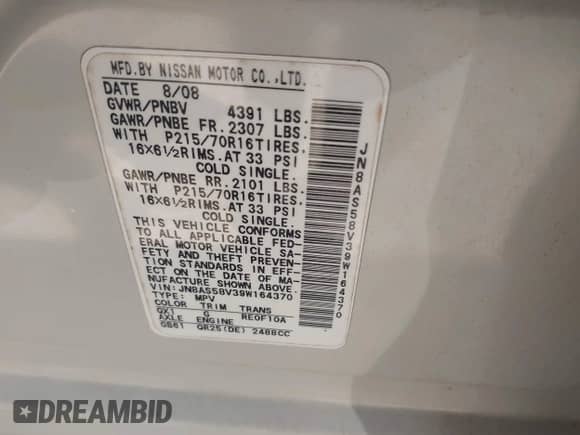 MFD.BY NISSAN MOTOR CO.,LTD.
DATE 8/08
GVWR/PNBV 4391 LBS.
GAWR/PNBE FR. 2307 LBS.
WITH P215/70R16TIRES.
16X6½RIMS.AT 33 PSI
COLD SINGLE.
GAWR/PNBE RR. 2101 LBS.
WITH P215/70R16TIRES.
16X6½RIMS.AT 33 PSI
COLD SINGLE.
THIS VEHICLE CONFORMS
TO ALL APPLICABLE FED-
ERAL MOTOR VEHICLE SA-
FETY AND THEFT PREVEN-
TION STANDARDS IN EFF-
ECT ON THE DATE OF MA-
NUFACTURE SHOWN ABOVE.
VIN:JN8AS58V39W164370
TYPE: MPV
COLOR TRIM TRANS
QX1 G RE0F10A
AXLE ENGINE
GB61 QR25(DE) 2488CC
JN8AS58V39W164370
DREAMBID